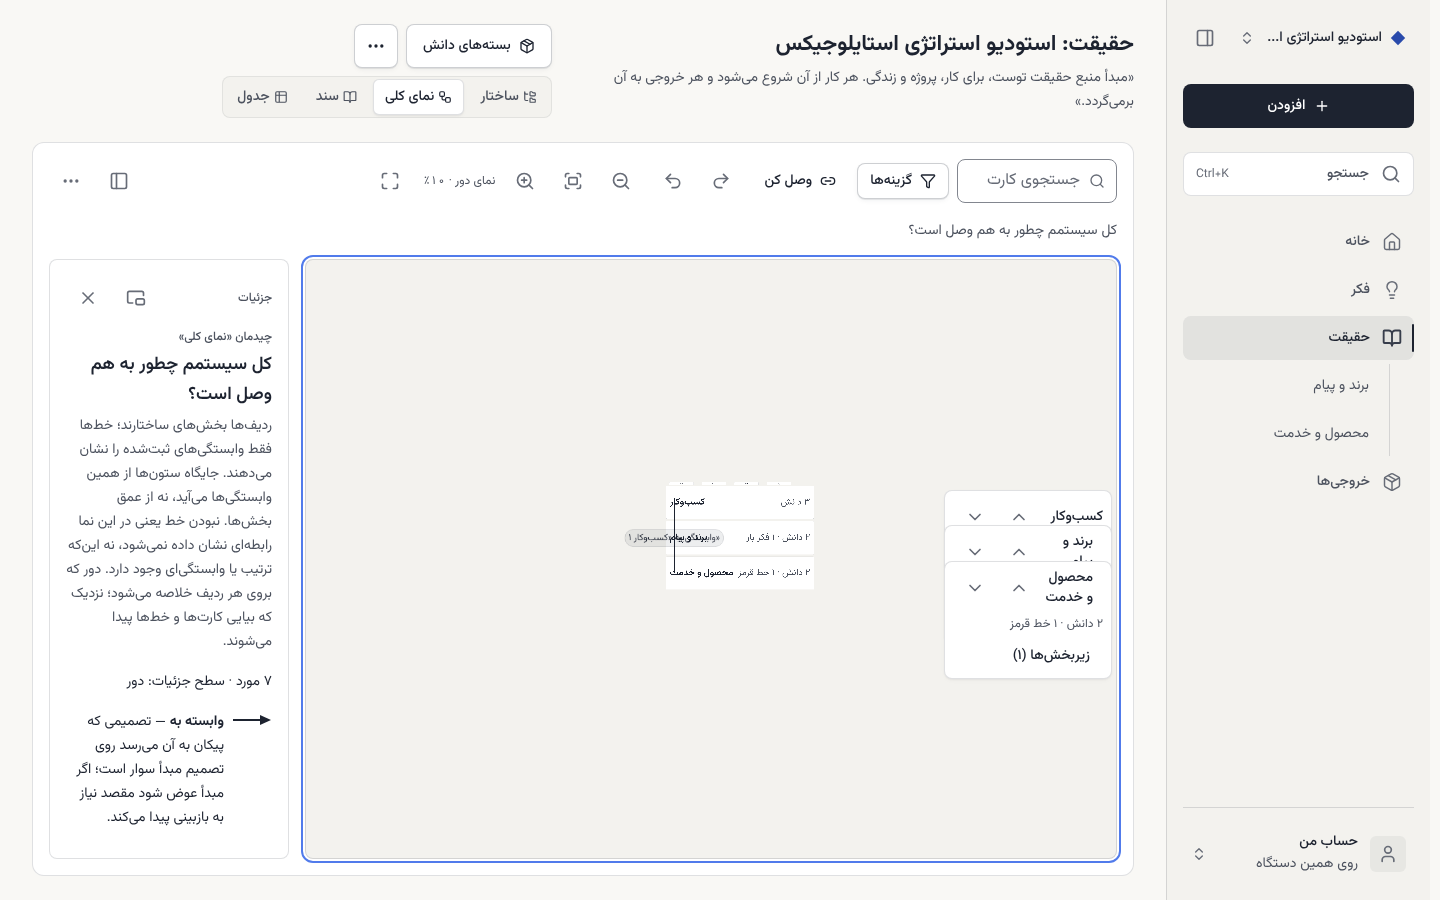 استودیو استراتژی ا...
افزودن
جستجو
Ctrl+K
خانه
فکر
حقیقت
برند و پیام
محصول و خدمت
خروجی‌ها
حساب من
روی همین دستگاه
حقیقت: استودیو استراتژی استایلوجیکس
«مبدأ منبع حقیقت توست، برای کار، پروژه و زندگی. هر کار از آن شروع می‌شود و هر خروجی به آن
برمی‌گردد.»
بسته‌های دانش
ساختار
نمای کلی
سند
جدول
جستجوی کارت
گزینه‌ها
وصل کن
نمای دور · ۱۰٪
کل سیستمم چطور به هم وصل است؟
کسب‌وکار
برند و
محصول
و خدمت
۲ دانش · ۱ خط قرمز
زیربخش‌ها (۱)
کسب‌وکار
۳ دانش
۲ دانش · ۱ فکر باز
محصول و خدمت
۲ دانش · ۱ خط قرمز
جزئیات
چیدمان «نمای کلی»
کل سیستمم چطور به هم
وصل است؟
ردیف‌ها بخش‌های ساختارند؛ خط‌ها
فقط وابستگی‌های ثبت‌شده را نشان
می‌دهند. جایگاه ستون‌ها از همین
وابستگی‌ها می‌آید، نه از عمق
بخش‌ها. نبودن خط یعنی در این نما
رابطه‌ای نشان داده نمی‌شود، نه این‌که
ترتیب یا وابستگی‌ای وجود دارد. دور که
بروی هر ردیف خلاصه می‌شود؛ نزدیک
که بیایی کارت‌ها و خط‌ها پیدا
می‌شوند.
۷ مورد · سطح جزئیات: دور
وابسته به — تصمیمی که
پیکان به آن می‌رسد روی
تصمیم مبدأ سوار است؛ اگر
مبدأ عوض شود مقصد نیاز
به بازبینی پیدا می‌کند.